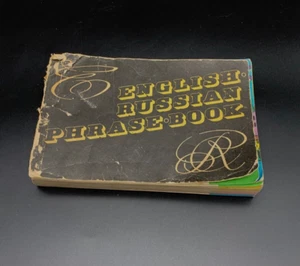 E
ENGLISH-
RUSSIAN
PHRASE-BOOK
R